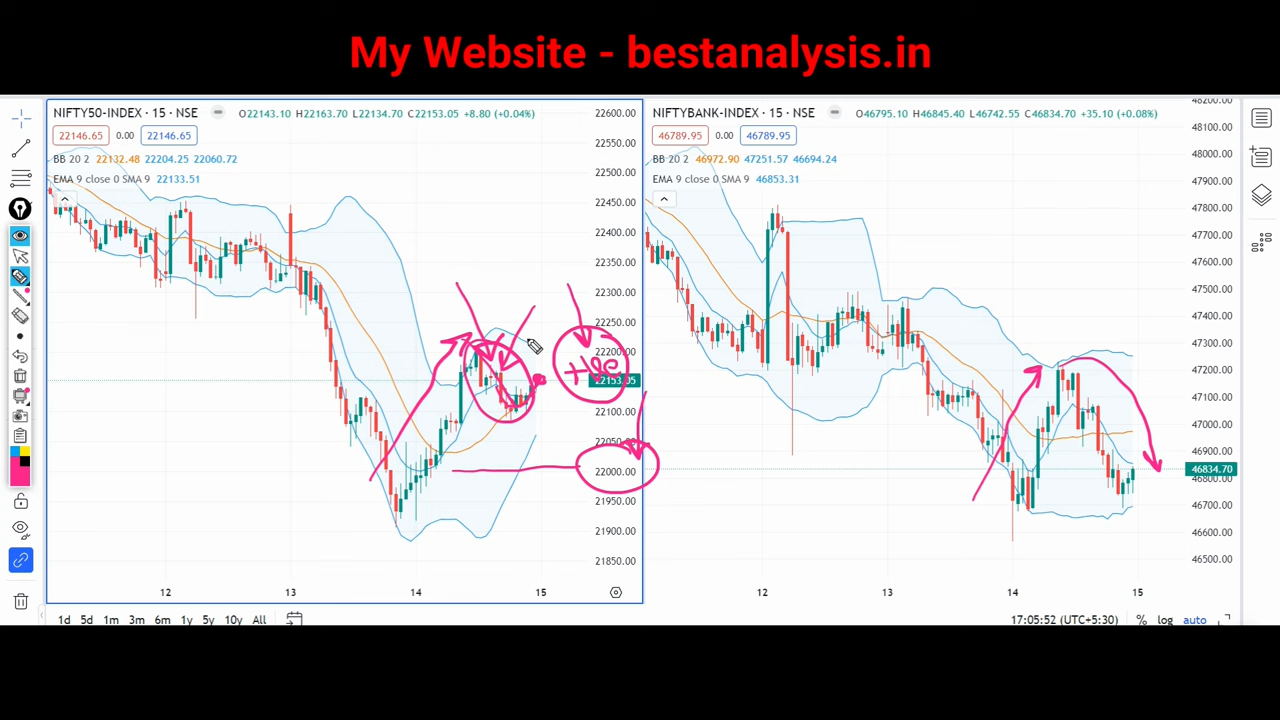 My Website - bestanalysis.in
NIFTY50-INDEX · 15 · NSE
O22143.10 H22163.70 L22134.70 C22153.05 +8.80 (+0.04%)
22146.65 0.00 22146.65
BB 20 2 22132.48 22204.25 22060.72
EMA 9 close 0 SMA 9 22133.51
22600.00
22550.00
22500.00
22450.00
22400.00
22350.00
22300.00
22250.00
22200.00
22153.05
22100.00
22050.00
22000.00
21950.00
21900.00
21850.00
12 13 14 15
NIFTYBANK-INDEX · 15 · NSE
O46795.10 H46845.40 L46742.55 C46834.70 +35.10 (+0.08%)
46789.95 0.00 46789.95
BB 20 2 46972.90 47251.57 46694.24
EMA 9 close 0 SMA 9 46853.31
48200.00
48100.00
48000.00
47900.00
47800.00
47700.00
47600.00
47500.00
47400.00
47300.00
47200.00
47100.00
47000.00
46900.00
46834.70
46800.00
46700.00
46600.00
46500.00
12 13 14 15
1d 5d 1m 3m 6m 1y 5y 10y All
17:05:52 (UTC+5:30) % log auto